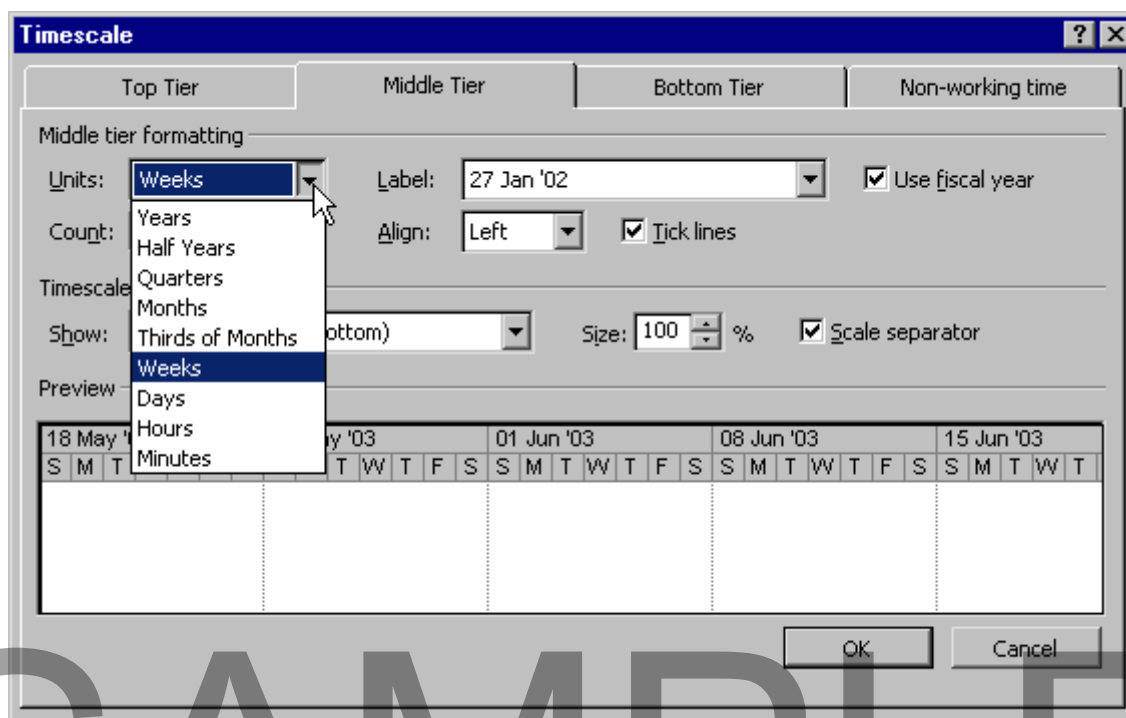 Timescale
Top Tier Middle Tier Bottom Tier Non-working time
Middle tier formatting
Units: Weeks Label: 27 Jan '02 Use fiscal year
Years
Count: Align: Left Tick lines
Half Years
Quarters
Timescale
Months
Show: Thirds of Months ottom) Size: 100 % Scale separator
Weeks
Preview
Days
18 May ' Hours y '03 01 Jun '03 08 Jun '03 15 Jun '03
S M T Minutes T W T F S S M T W T F S S M T W T F S S M T W T
OK Cancel
SAMPLE